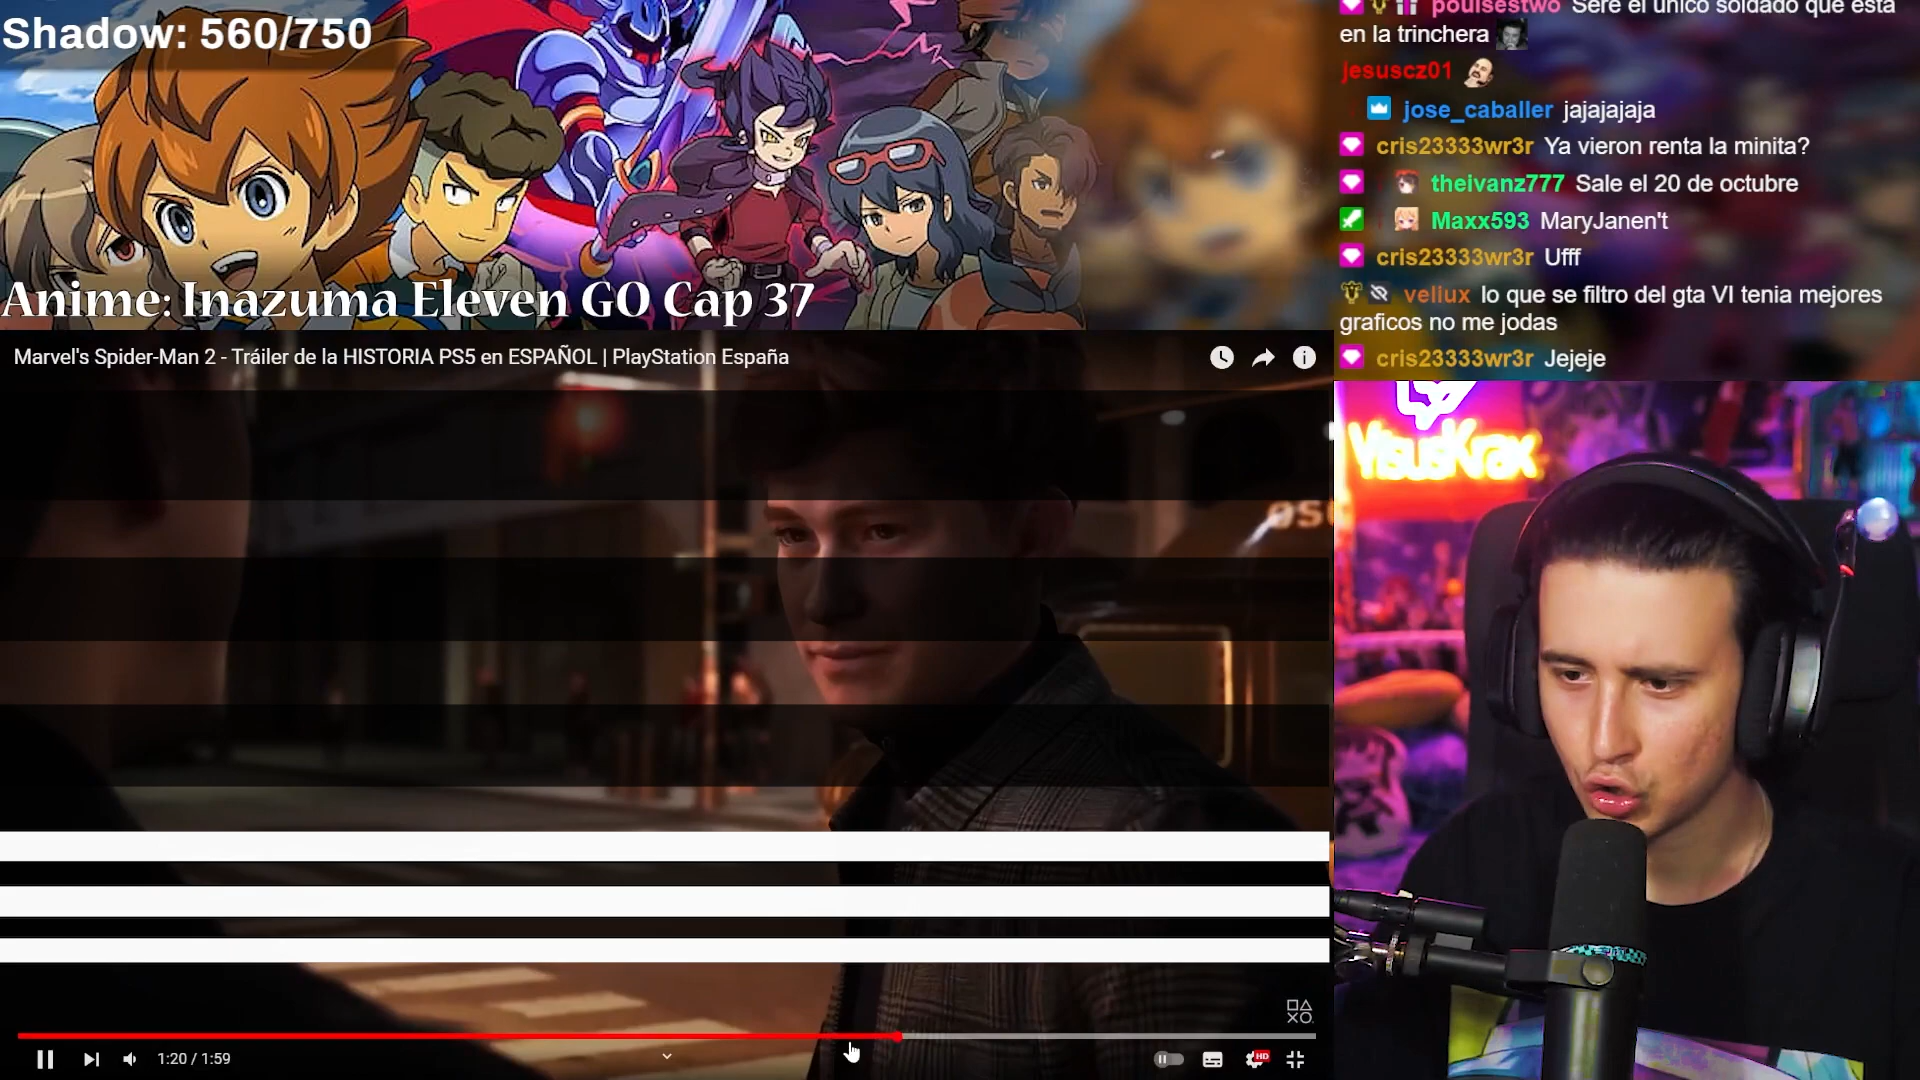 Shadow: 560/750
Anime: Inazuma Eleven GO Cap 37
Marvel's Spider-Man 2 - Tráiler de la HISTORIA PS5 en ESPAÑOL | PlayStation España
HD
1:20 / 1:59
poulsestwo Seré el único soldado que está
en la trinchera
jesuscz01
jose_caballer jajajajaja
cris23333wr3r Ya vieron renta la minita?
theivanz777 Sale el 20 de octubre
Maxx593 MaryJanen't
cris23333wr3r Ufff
veliux lo que se filtro del gta VI tenia mejores
graficos no me jodas
cris23333wr3r Jejeje
YisusKrax